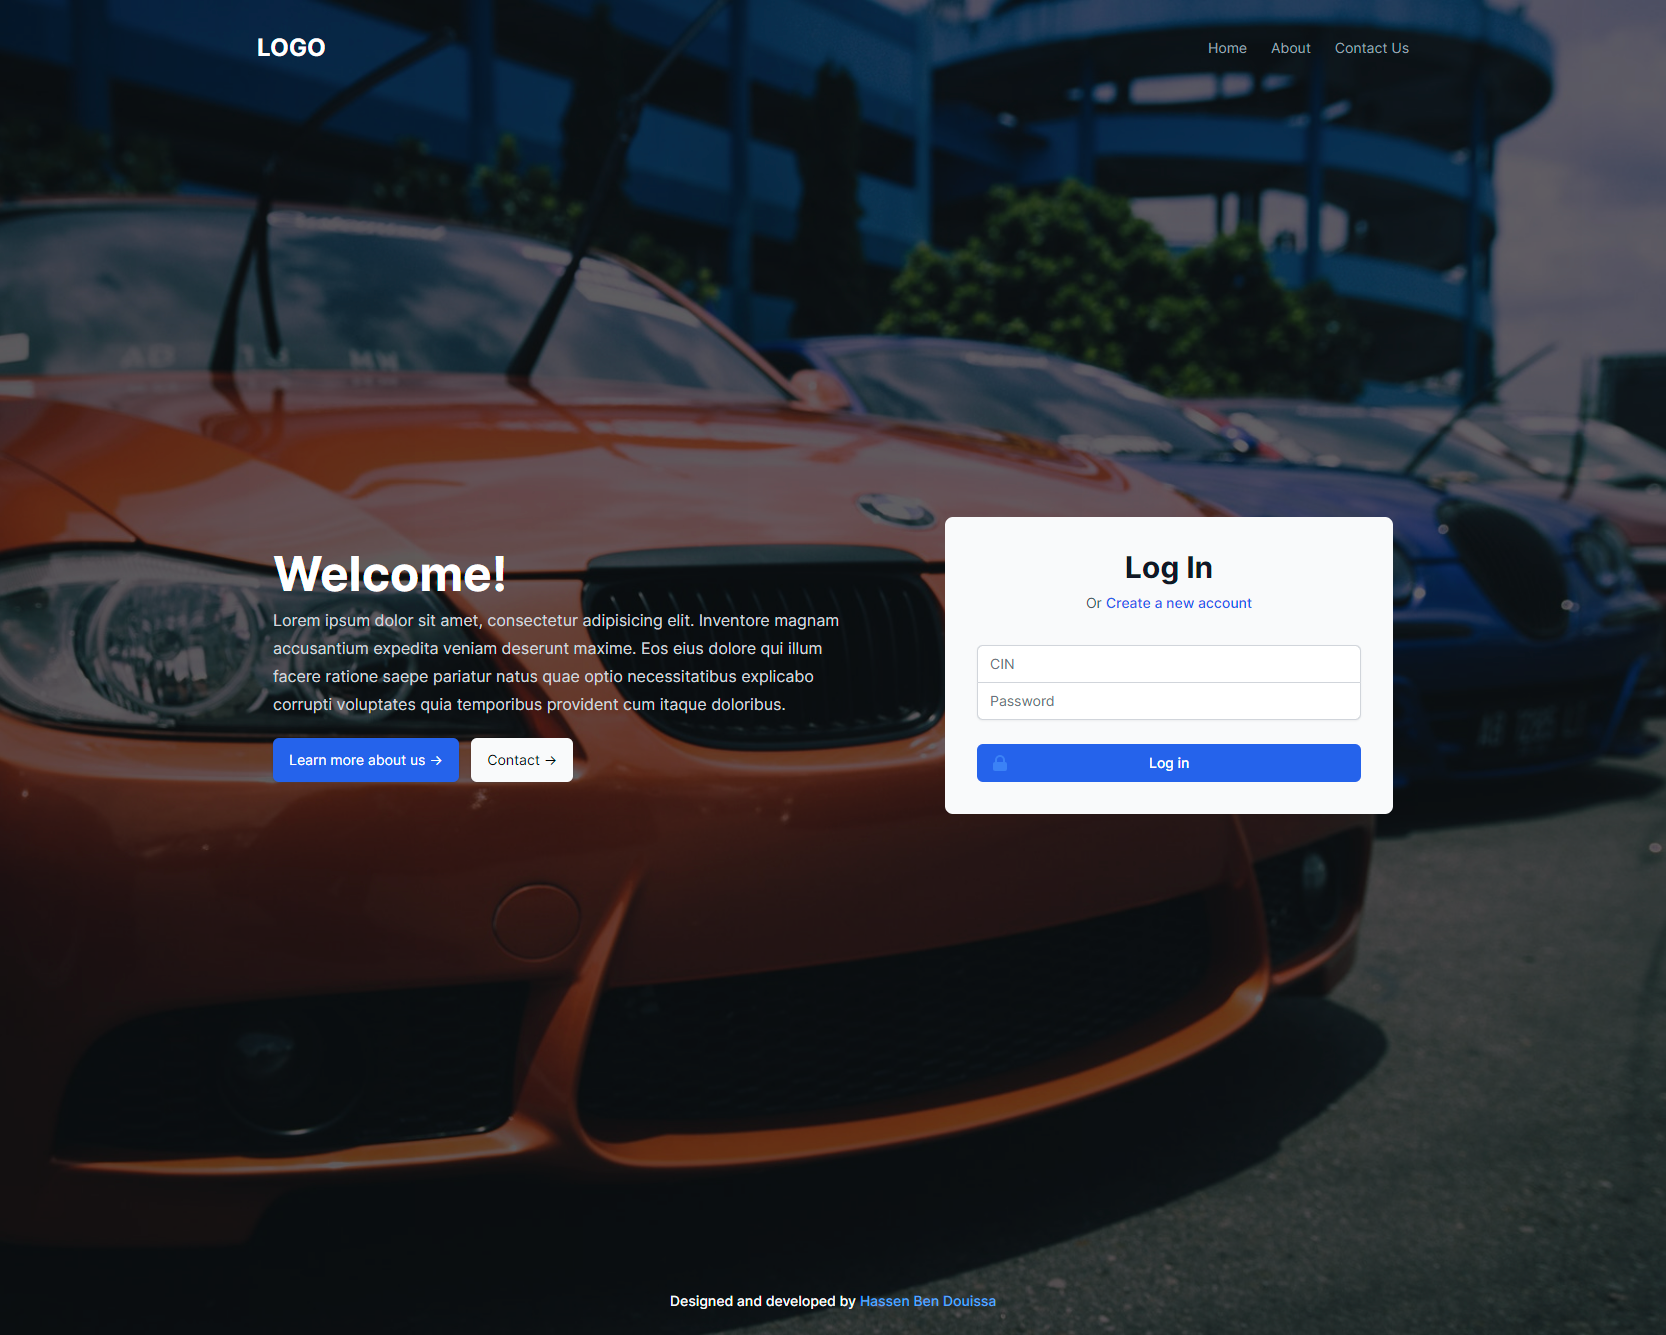 LOGO
Home About Contact Us
Welcome!
Lorem ipsum dolor sit amet, consectetur adipisicing elit. Inventore magnam
accusantium expedita veniam deserunt maxime. Eos eius dolore qui illum
facere ratione saepe pariatur natus quae optio necessitatibus explicabo
corrupti voluptates quia temporibus provident cum itaque doloribus.
Learn more about us →
Contact →
Log In
Or Create a new account
CIN
Password
Log in
Designed and developed by Hassen Ben Douissa